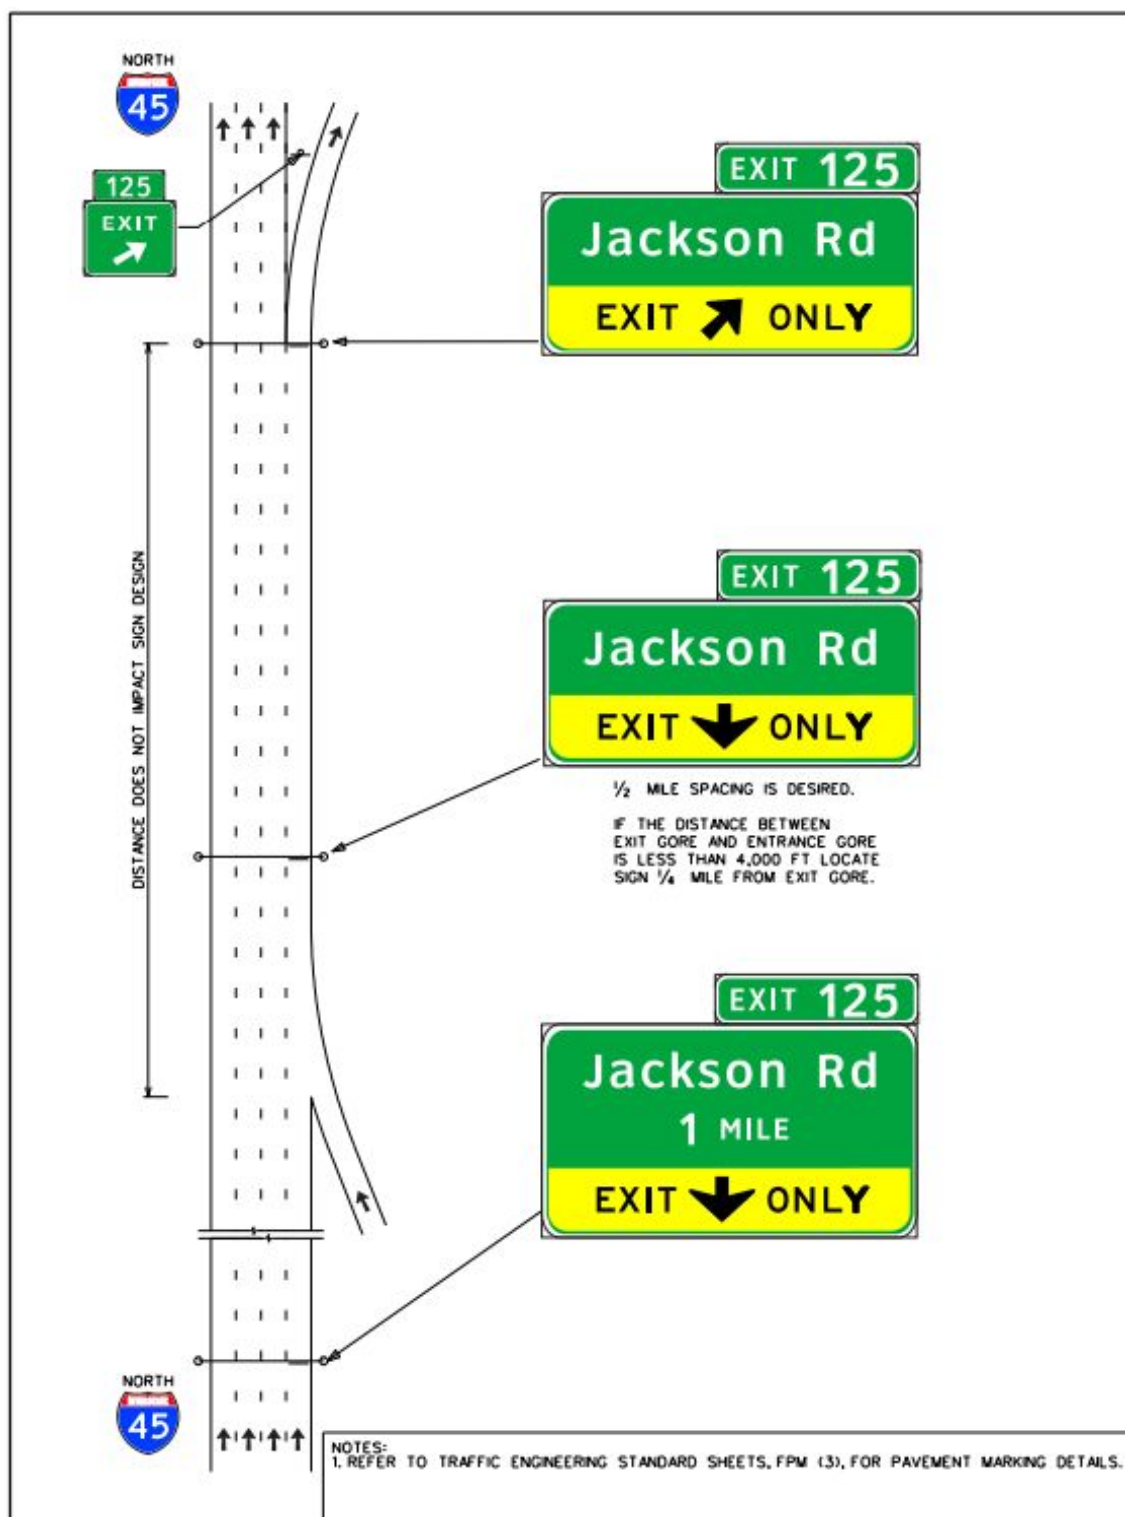 NORTH
45
125
EXIT
EXIT 125
Jackson Rd
EXIT ONLY
DISTANCE DOES NOT IMPACT SIGN DESIGN
EXIT 125
Jackson Rd
EXIT ONLY
1/2 MILE SPACING IS DESIRED.
IF THE DISTANCE BETWEEN
EXIT GORE AND ENTRANCE GORE
IS LESS THAN 4,000 FT LOCATE
SIGN 1/4 MILE FROM EXIT GORE.
EXIT 125
Jackson Rd
1 MILE
EXIT ONLY
NORTH
45
NOTES:
1. REFER TO TRAFFIC ENGINEERING STANDARD SHEETS, FPM (3), FOR PAVEMENT MARKING DETAILS.